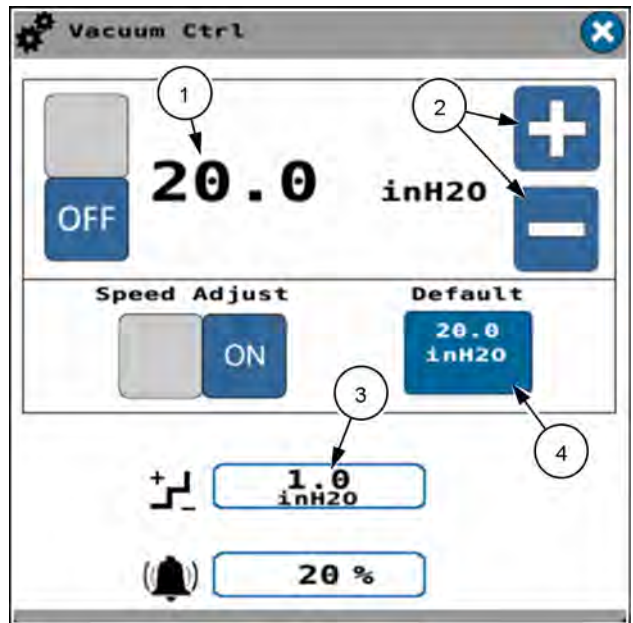 Vacuum Ctrl
1
2
20.0 inH2O
OFF
Speed Adjust
Default
ON
20.0
inH2O
3
4
1.0
inH2O
20 %